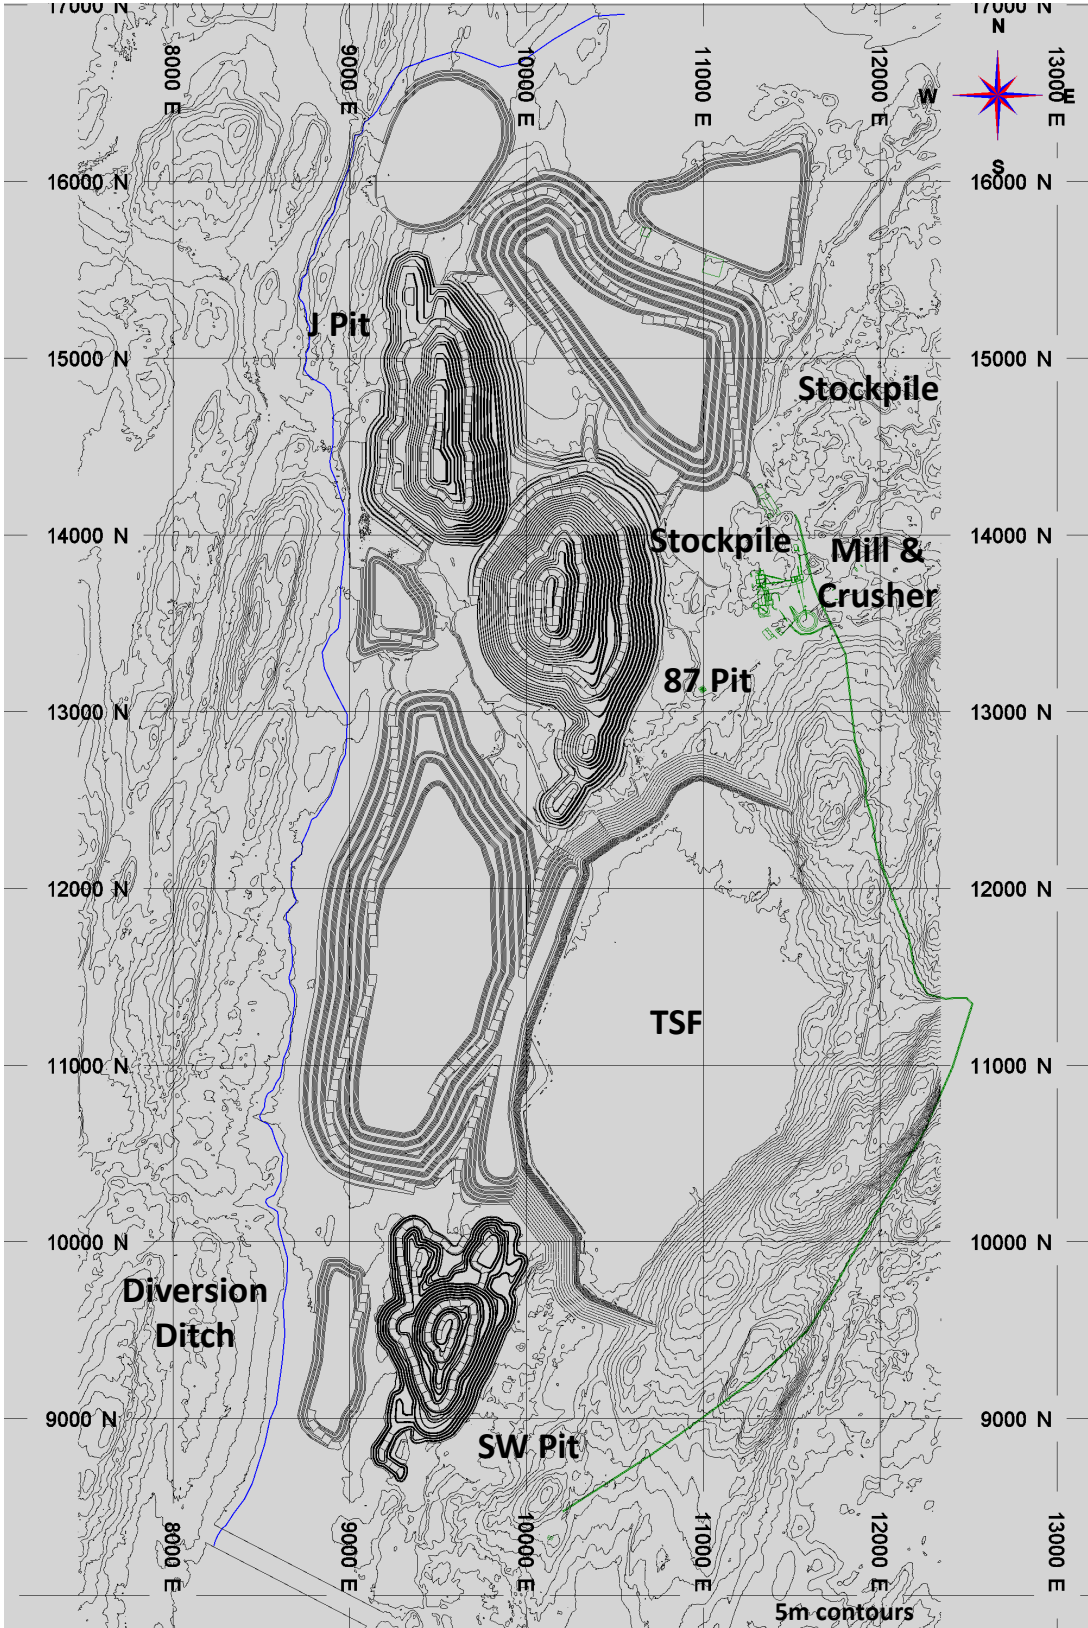 17000 N
17000 N
N
8000 E
9000 E
10000 E
11000 E
12000 E
13000 E
W
E
S
16000 N
16000 N
J Pit
15000 N
15000 N
Stockpile
14000 N
14000 N
Stockpile
Mill &
Crusher
87 Pit
13000 N
13000 N
12000 N
12000 N
TSF
11000 N
11000 N
10000 N
10000 N
Diversion
Ditch
9000 N
9000 N
SW Pit
8000 E
9000 E
10000 E
11000 E
12000 E
13000 E
5m contours